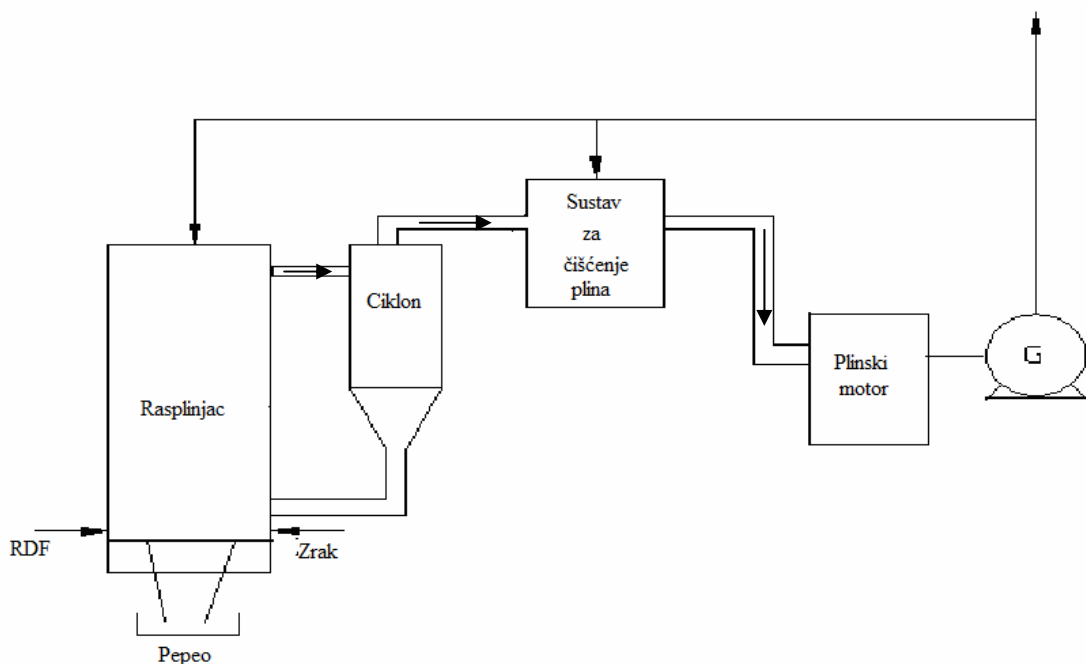 Sustav
za
čišćenje
plina
Ciklon
Rasplinjac
Plinski
motor
G
RDF
Zrak
Pepeo